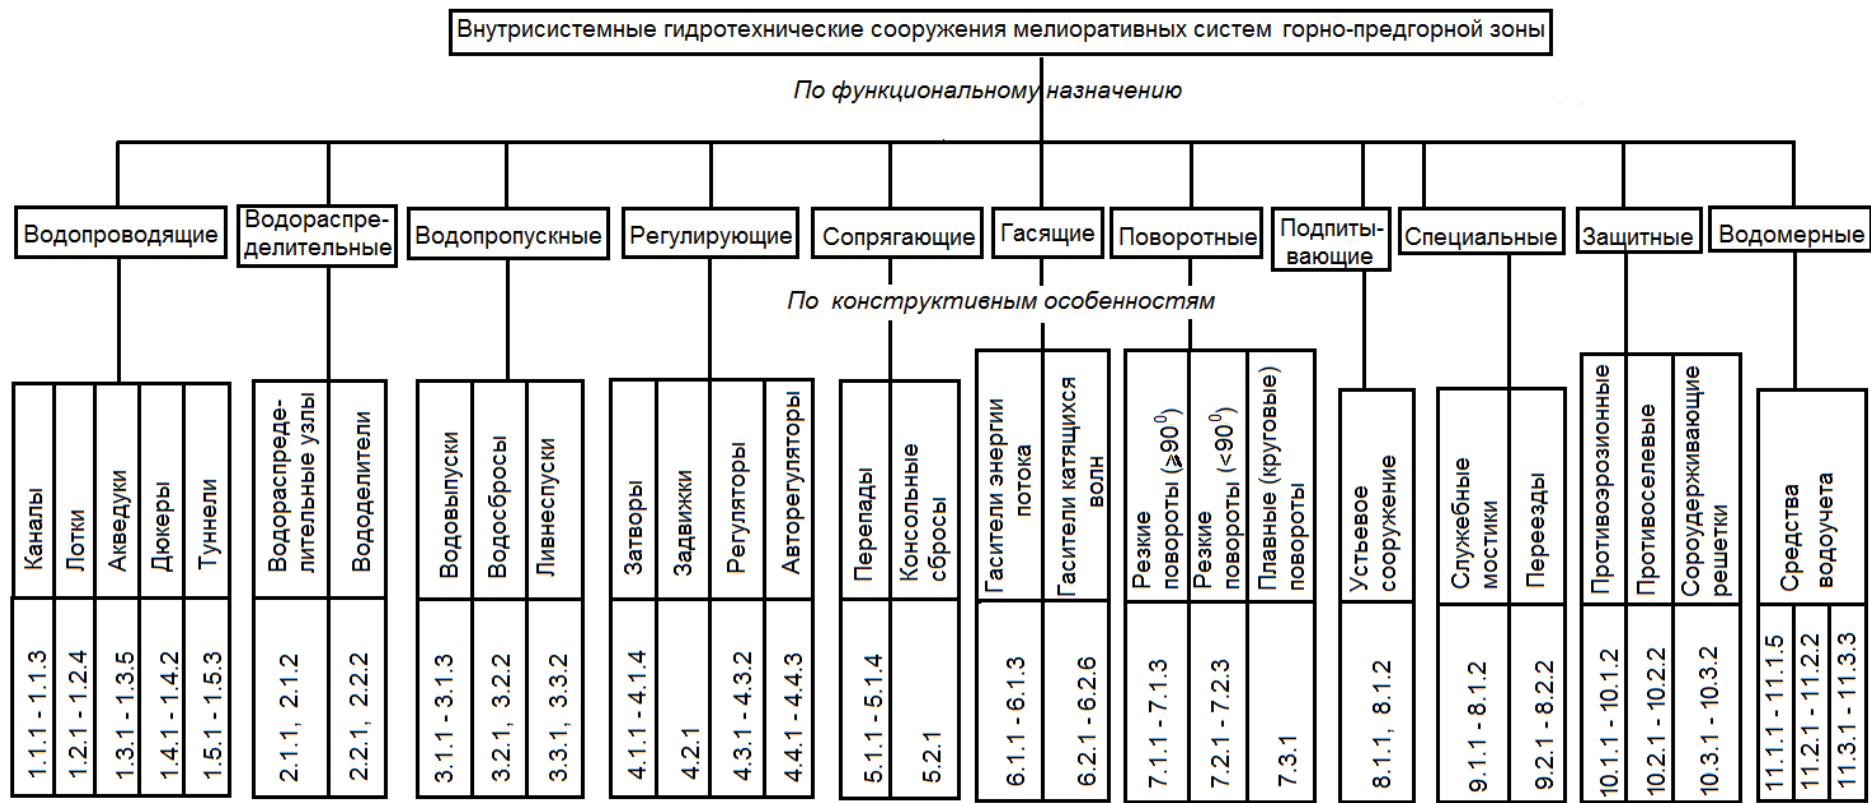 Внутрисистемные гидротехнические сооружения мелиоративных систем горно-предгорной зоны
По функциональному назначению
Водопроводящие
Водораспре-
делительные
Водопропускные
Регулирующие
Сопрягающие
Гасящие
Поворотные
Подпиты-
вающие
Специальные
Защитные
Водомерные
По конструктивным особенностям
Каналы
Лотки
Акведуки
Дюкеры
Туннели
Водораспреде-
лительные узлы
Вододелители
Водовыпуски
Водосбросы
Ливнеспуски
Затворы
Задвижки
Регуляторы
Авторегуляторы
Перепады
Консольные
сбросы
Гасители энергии
потока
Гасители катящихся
волн
Резкие
повороты (⩾90⁰)
Резкие
повороты (<90⁰)
Плавные (круговые)
повороты
Устьевое
сооружение
Служебные
мостики
Переезды
Противоэрозионные
Противоселевые
Сороудерживающие
решетки
Средства
водоучета
1.1.1 - 1.1.3
1.2.1 - 1.2.4
1.3.1 - 1.3.5
1.4.1 - 1.4.2
1.5.1 - 1.5.3
2.1.1, 2.1.2
2.2.1, 2.2.2
3.1.1 - 3.1.3
3.2.1, 3.2.2
3.3.1, 3.3.2
4.1.1 - 4.1.4
4.2.1
4.3.1 - 4.3.2
4.4.1 - 4.4.3
5.1.1 - 5.1.4
5.2.1
6.1.1 - 6.1.3
6.2.1 - 6.2.6
7.1.1 - 7.1.3
7.2.1 - 7.2.3
7.3.1
8.1.1, 8.1.2
9.1.1 - 8.1.2
9.2.1 - 8.2.2
10.1.1 - 10.1.2
10.2.1 - 10.2.2
10.3.1 - 10.3.2
11.1.1 - 11.1.5
11.2.1 - 11.2.2
11.3.1 - 11.3.3